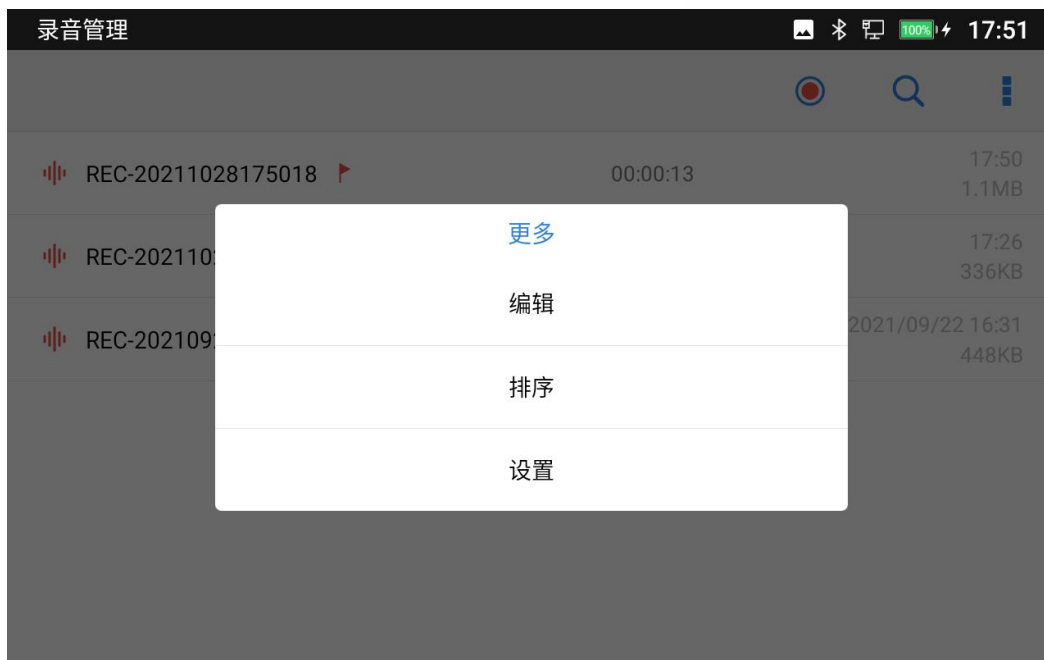 录音管理
100%
17:51
REC-20211028175018
00:00:13
17:50
1.1MB
REC-202110
17:26
336KB
REC-202109
2021/09/22 16:31
448KB
更多
编辑
排序
设置